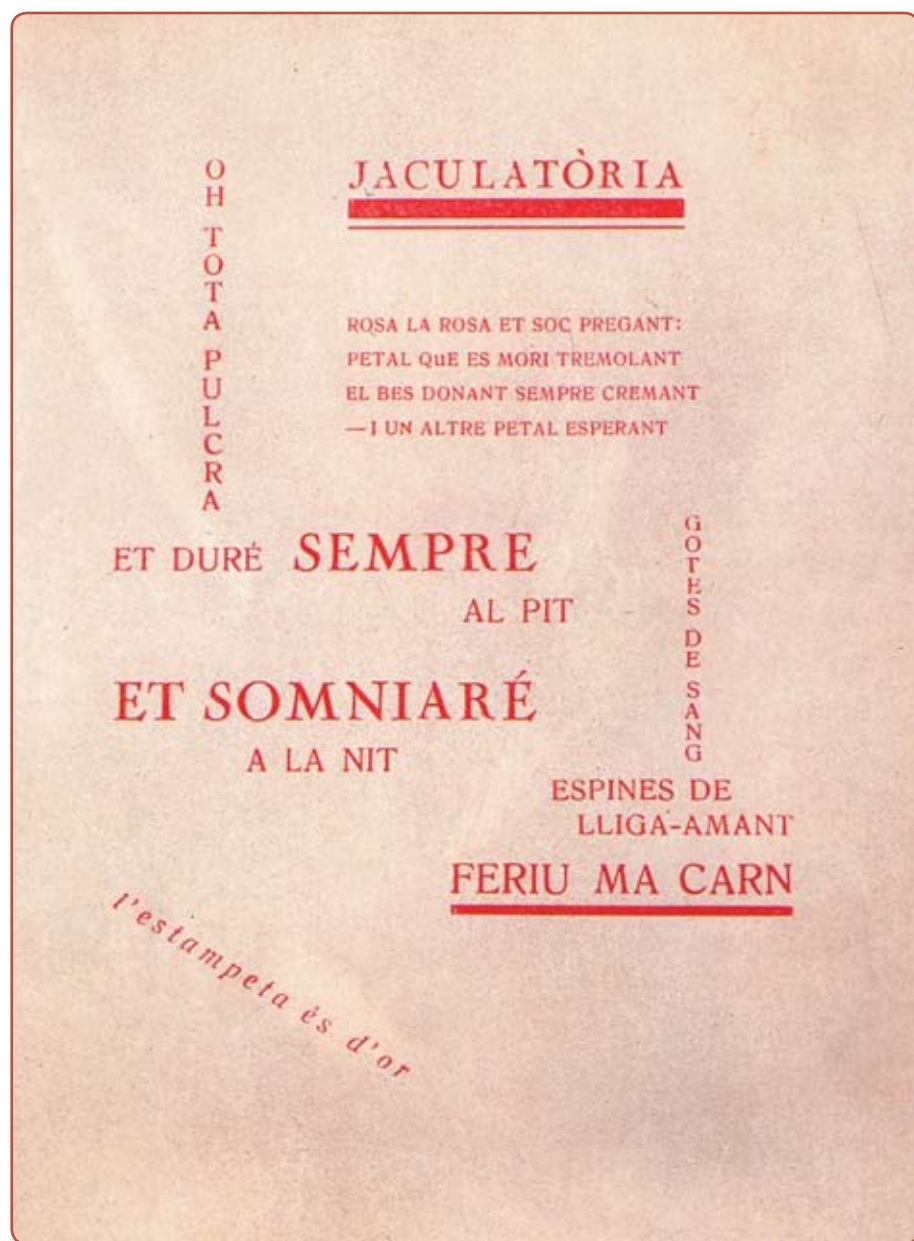 JACULATÒRIA
OH TOTA PULCRA
ROSA LA ROSA ET SOC PREGANT:
PETAL QUE ES MORI TREMOLANT
EL BES DONANT SEMPRE CREMANT
—I UN ALTRE PETAL ESPERANT
ET DURÉ SEMPRE
AL PIT
ET SOMNIARÉ
A LA NIT
GOTES DE SANG
ESPINES DE
LLIGA-AMANT
FERIU MA CARN
l'estampeta és d'or